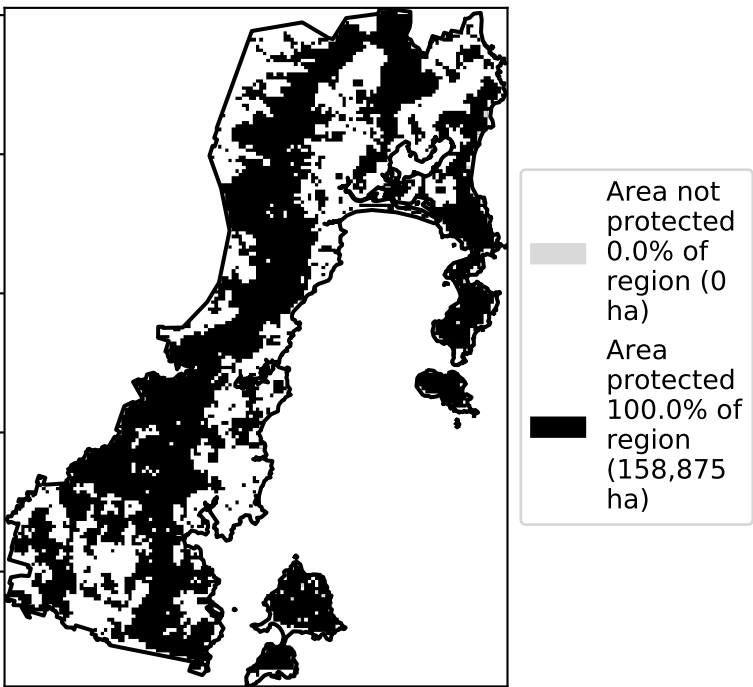 Area not
protected
0.0% of
region (0
ha)
Area
protected
100.0% of
region
(158,875
ha)